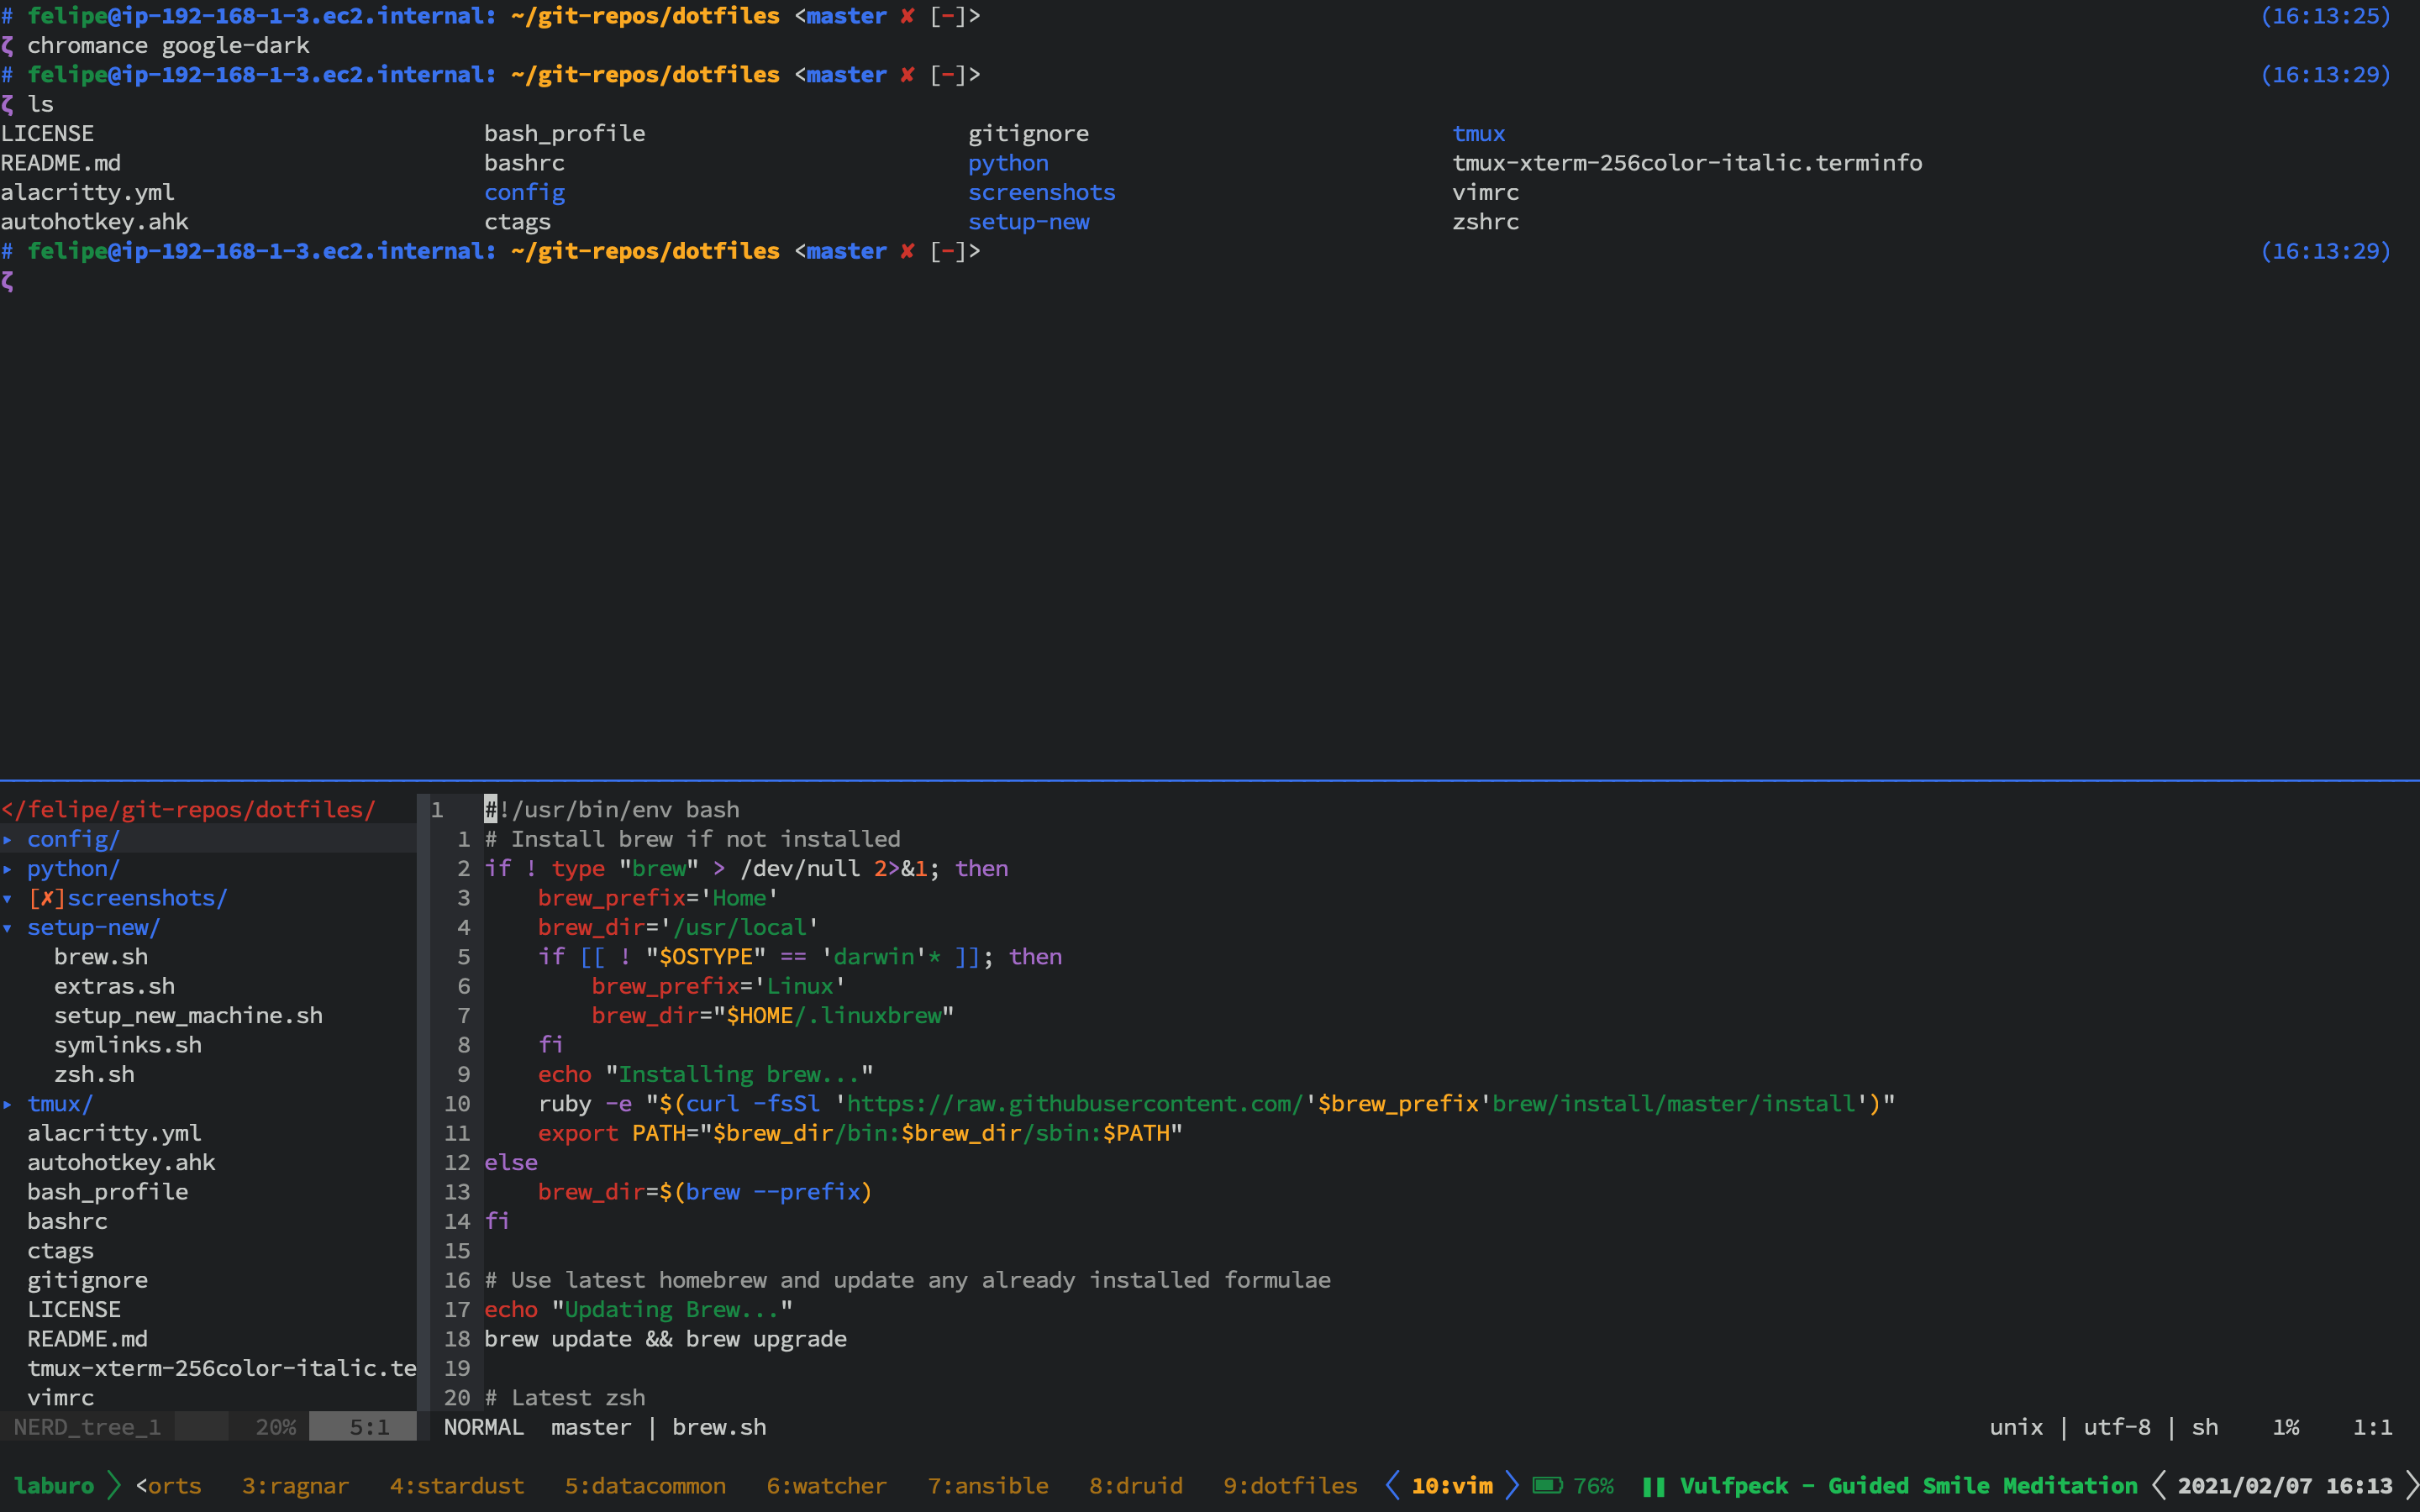 # felipe@ip-192-168-1-3.ec2.internal: ~/git-repos/dotfiles <master ✘ [-]> (16:13:25)
ζ chromance google-dark
# felipe@ip-192-168-1-3.ec2.internal: ~/git-repos/dotfiles <master ✘ [-]> (16:13:29)
ζ ls
LICENSE bash_profile gitignore tmux
README.md bashrc python tmux-xterm-256color-italic.terminfo
alacritty.yml config screenshots vimrc
autohotkey.ahk ctags setup-new zshrc
# felipe@ip-192-168-1-3.ec2.internal: ~/git-repos/dotfiles <master ✘ [-]> (16:13:29)
ζ
</felipe/git-repos/dotfiles/
▸ config/
▸ python/
▾ [✗]screenshots/
▾ setup-new/
brew.sh
extras.sh
setup_new_machine.sh
symlinks.sh
zsh.sh
▸ tmux/
alacritty.yml
autohotkey.ahk
bash_profile
bashrc
ctags
gitignore
LICENSE
README.md
tmux-xterm-256color-italic.te
vimrc
NERD_tree_1 20% 5:1
1 #!/usr/bin/env bash
1 # Install brew if not installed
2 if ! type "brew" > /dev/null 2>&1; then
3 brew_prefix='Home'
4 brew_dir='/usr/local'
5 if [[ ! "$OSTYPE" == 'darwin'* ]]; then
6 brew_prefix='Linux'
7 brew_dir="$HOME/.linuxbrew"
8 fi
9 echo "Installing brew..."
10 ruby -e "$(curl -fsSl 'https://raw.githubusercontent.com/'$brew_prefix'brew/install/master/install')"
11 export PATH="$brew_dir/bin:$brew_dir/sbin:$PATH"
12 else
13 brew_dir=$(brew --prefix)
14 fi
15
16 # Use latest homebrew and update any already installed formulae
17 echo "Updating Brew..."
18 brew update && brew upgrade
19
20 # Latest zsh
NORMAL master | brew.sh unix | utf-8 | sh 1% 1:1
laburo <orts 3:ragnar 4:stardust 5:datacommon 6:watcher 7:ansible 8:druid 9:dotfiles 10:vim 76% Vulfpeck - Guided Smile Meditation 2021/02/07 16:13